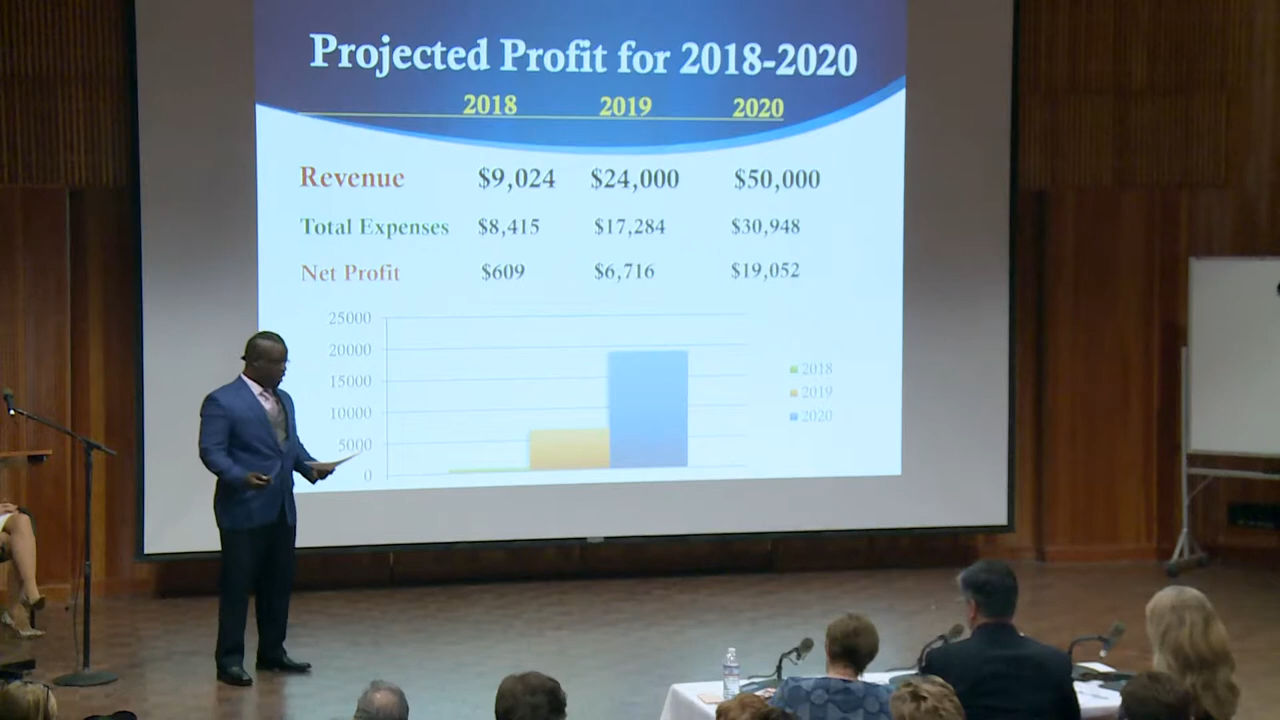 Projected Profit for 2018-2020
2018 2019 2020
Revenue $9,024 $24,000 $50,000
Total Expenses $8,415 $17,284 $30,948
Net Profit $609 $6,716 $19,052
25000
20000
15000
10000
5000
0
2018
2019
2020